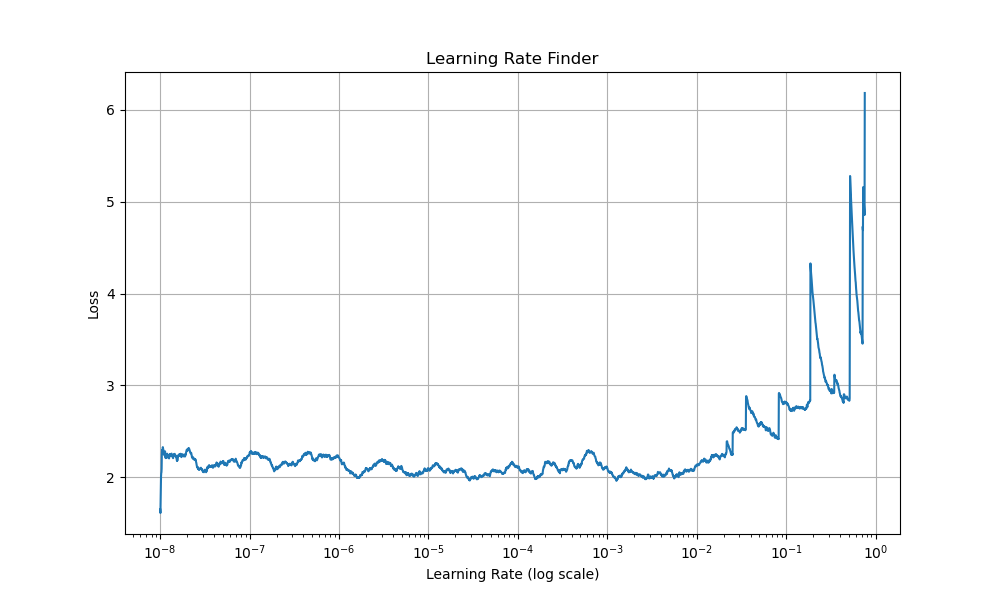 Learning Rate Finder
Loss
6
5
4
3
2
10⁻⁸ 10⁻⁷ 10⁻⁶ 10⁻⁵ 10⁻⁴ 10⁻³ 10⁻² 10⁻¹ 10⁰
Learning Rate (log scale)